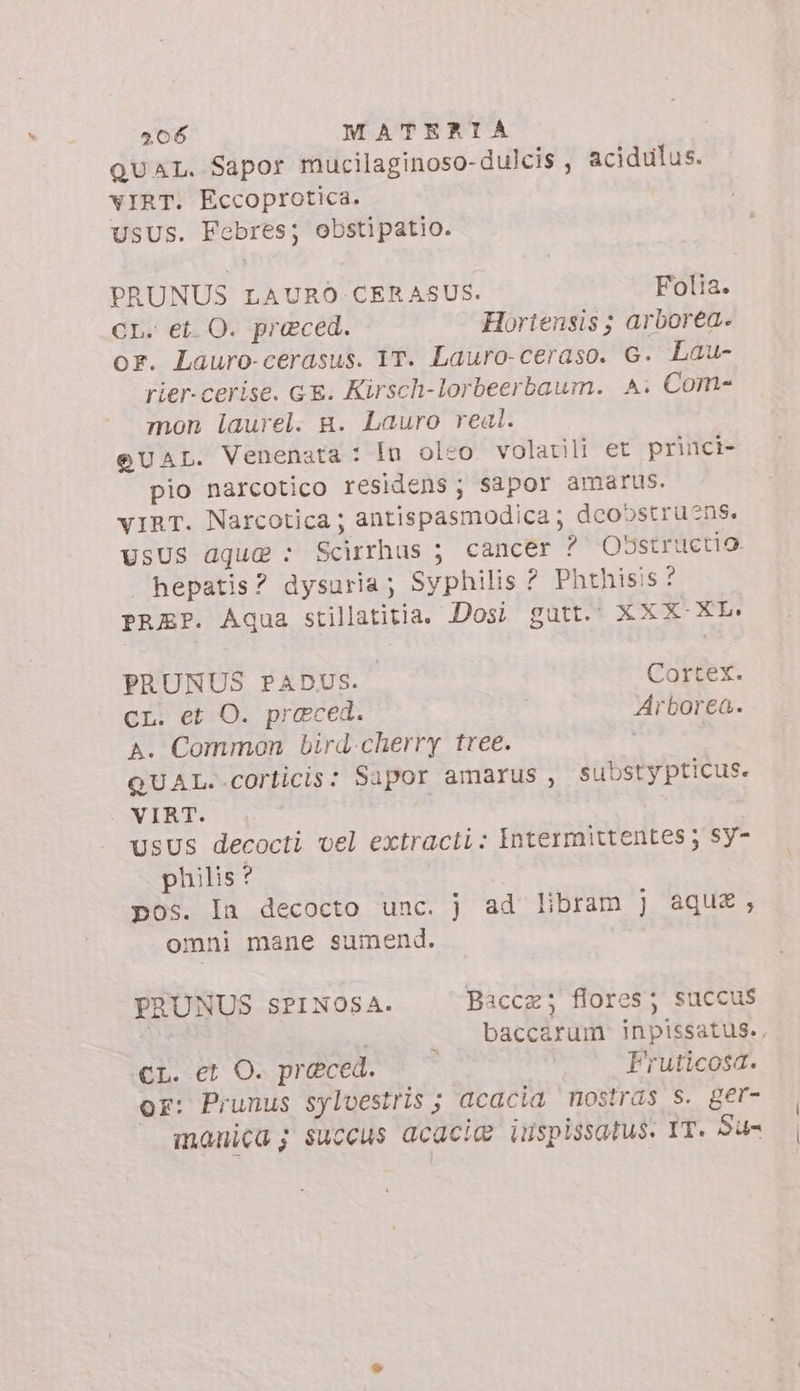 206 MATERIA
QUAL. Sapor mucilaginoso-dulcis, acidulus.
VIRT. Eccoprotica.
USUS. Febres; obstipatio.
PRUNUS LAURO-CERASUS. Folia.
CL. et O. præced. Hortensis; arborea.
OF. Lauro-cerasus. IT. Lauro-ceraso. G. Lau-
rier-cerise. GE. Kirsch-lorbeerbaum. A. Com-
mon laurel. H. Lauro real.
QUAL. Venenata: In oleo volatili et princi-
pio narcotico residens; sapor amarus.
VIRT. Narcotica; antispasmodica; deobstruens.
USUS aquæ: Scirrhus; cancer? Obstructio
hepatis? dysuria; Syphilis? Phthisis?
PRÆP. Aqua stillatitia. Dosi gutt. XXX-XL.
PRUNUS PADUS. Cortex.
CL. et O. præced. Arborea.
A. Common bird-cherry tree.
QUAL. corticis: Sapor amarus, substypticus.
VIRT.
USUS decocti vel extracti: Intermittentes; sy-
philis?
DOS. In decocto unc. j ad libram j aquæ,
omni mane sumend.
PRUNUS SPINOSA. Baccæ; flores; succus
baccarum inpissatus.
CL. et O. præced. Fruticosa.
OF: Prunus sylvestris; acacia nostras s. ger-
manica; succus acaciæ inspissatus. IT. Su-